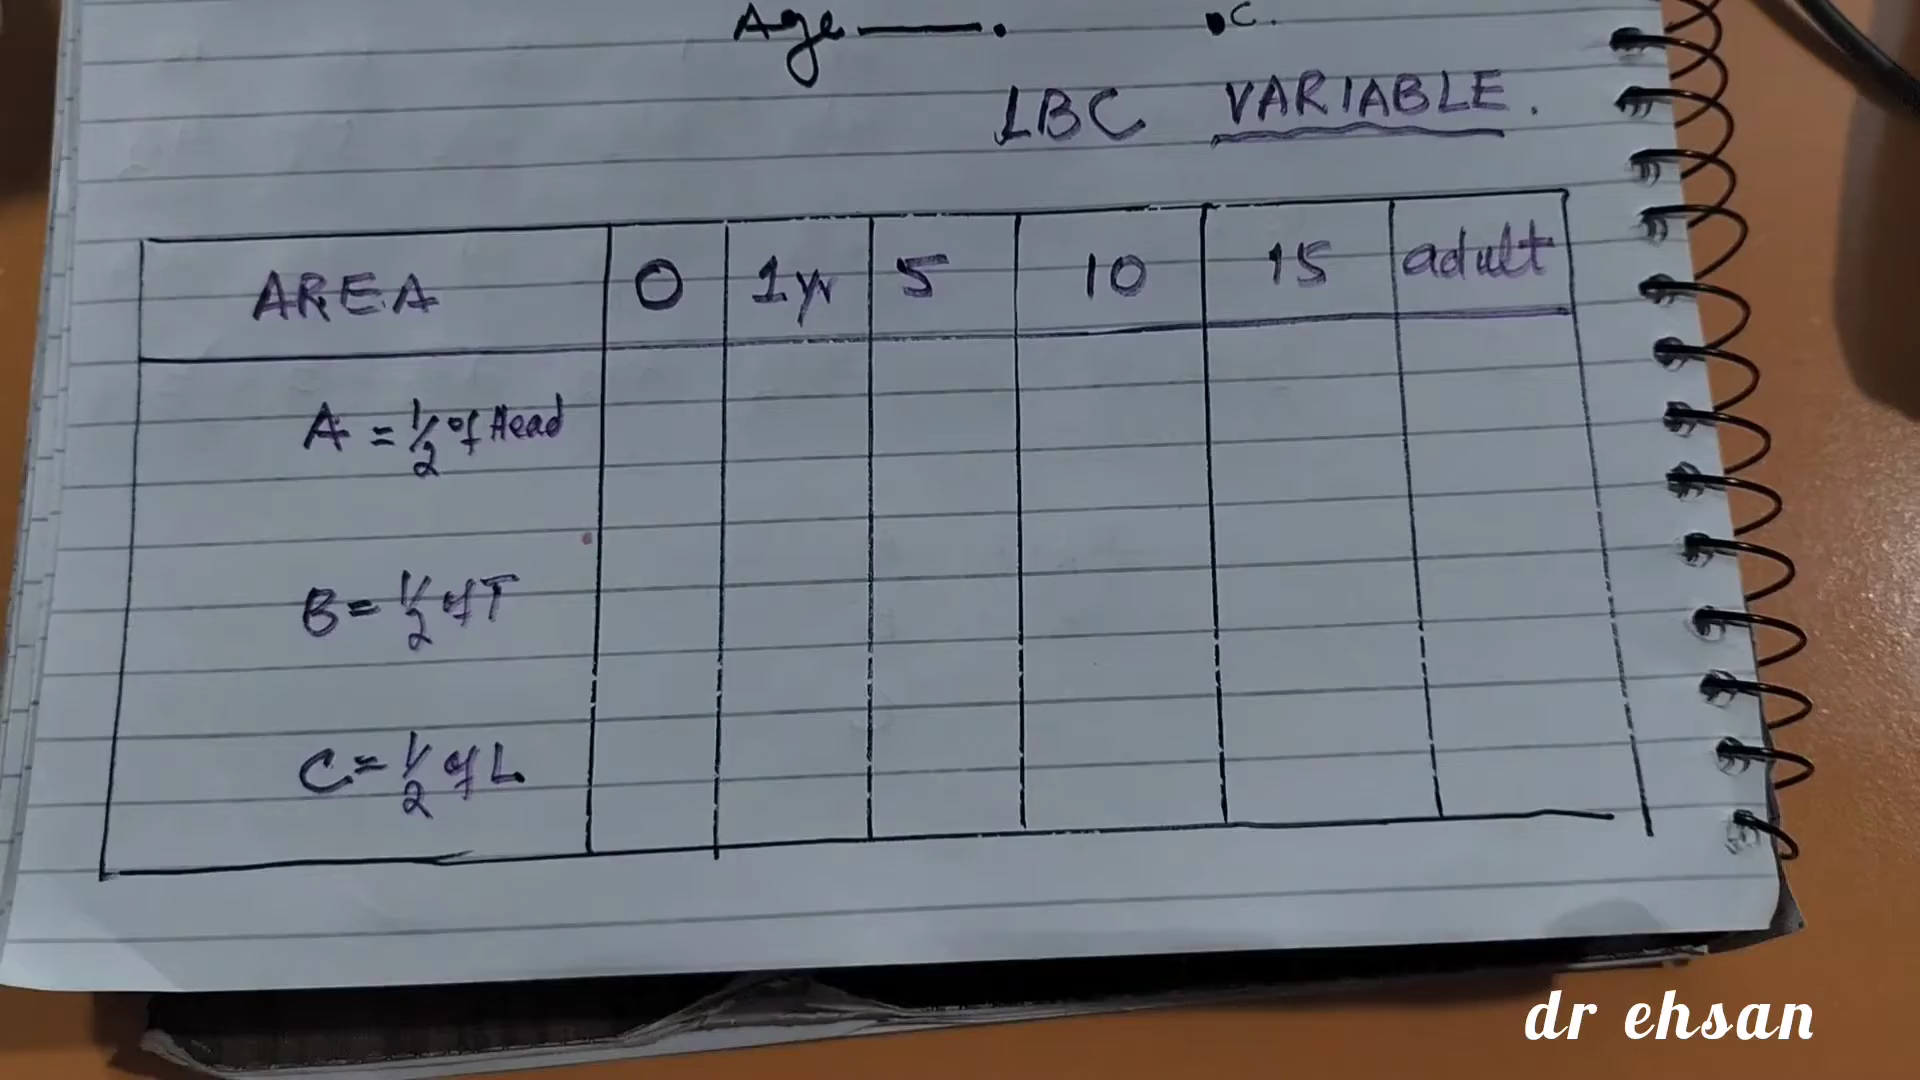 Age
C.
LBC VARIABLE.
AREA 0 1yr 5 10 15 adult
A = 1/2 of Head
B = 1/2 of T
C = 1/2 of L
dr ehsan